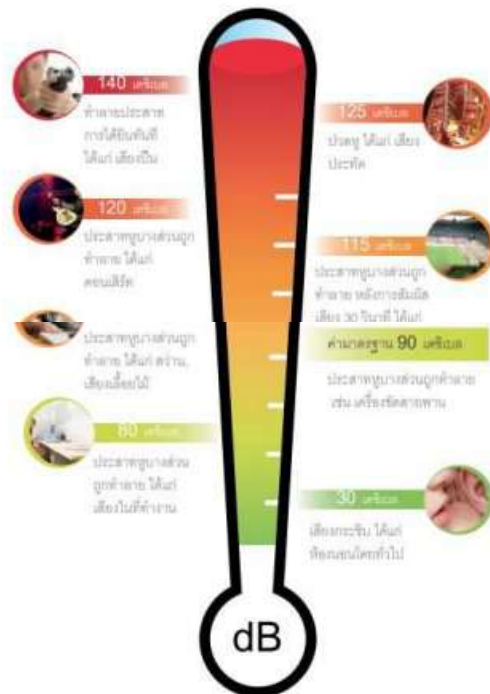 140 เดซิเบล
ทำลายประสาท
การได้ยินทันที
ได้แก่ เสียงปืน
125 เดซิเบล
ปวดหู ได้แก่ เสียง
ประทัด
120 เดซิเบล
ประสาทหูบางส่วนถูก
ทำลาย ได้แก่
คอนเสิร์ต
115 เดซิเบล
ประสาทหูบางส่วนถูก
ทำลาย หลังการสัมผัส
เสียง 30 วินาที ได้แก่
ประสาทหูบางส่วนถูก
ทำลาย ได้แก่ สว่าน,
เสียงเลื่อยไม้
ค่ามาตรฐาน 90 เดซิเบล
ประสาทหูบางส่วนถูกทำลาย
เช่น เครื่องขัดสายพาน
80 เดซิเบล
ประสาทหูบางส่วน
ถูกทำลาย ได้แก่
เสียงในที่ทำงาน
30 เดซิเบล
เสียงกระซิบ ได้แก่
ห้องนอนโดยทั่วไป
dB